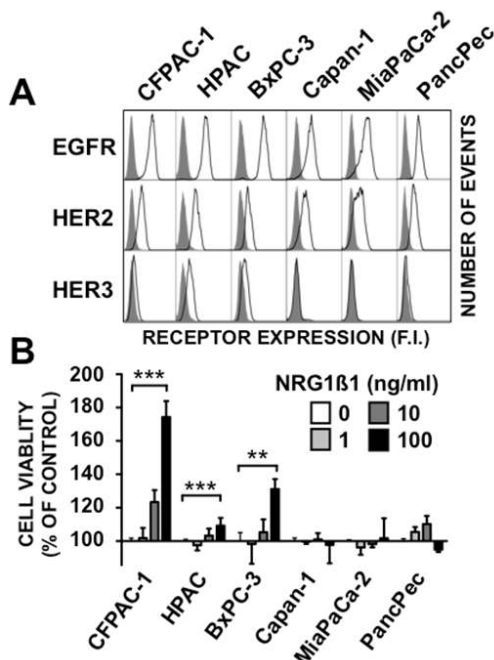 A
CFPAC-1 HPAC BxPC-3 Capan-1 MiaPaCa-2 PancPec
EGFR
HER2
HER3
NUMBER OF EVENTS
RECEPTOR EXPRESSION (F.I.)
B
CELL VIABLITY
(% OF CONTROL)
200
180
160
140
120
100
*** *** **
NRG1ß1 (ng/ml)
0 10
1 100
CFPAC-1 HPAC BxPC-3 Capan-1 MiaPaCa-2 PancPec